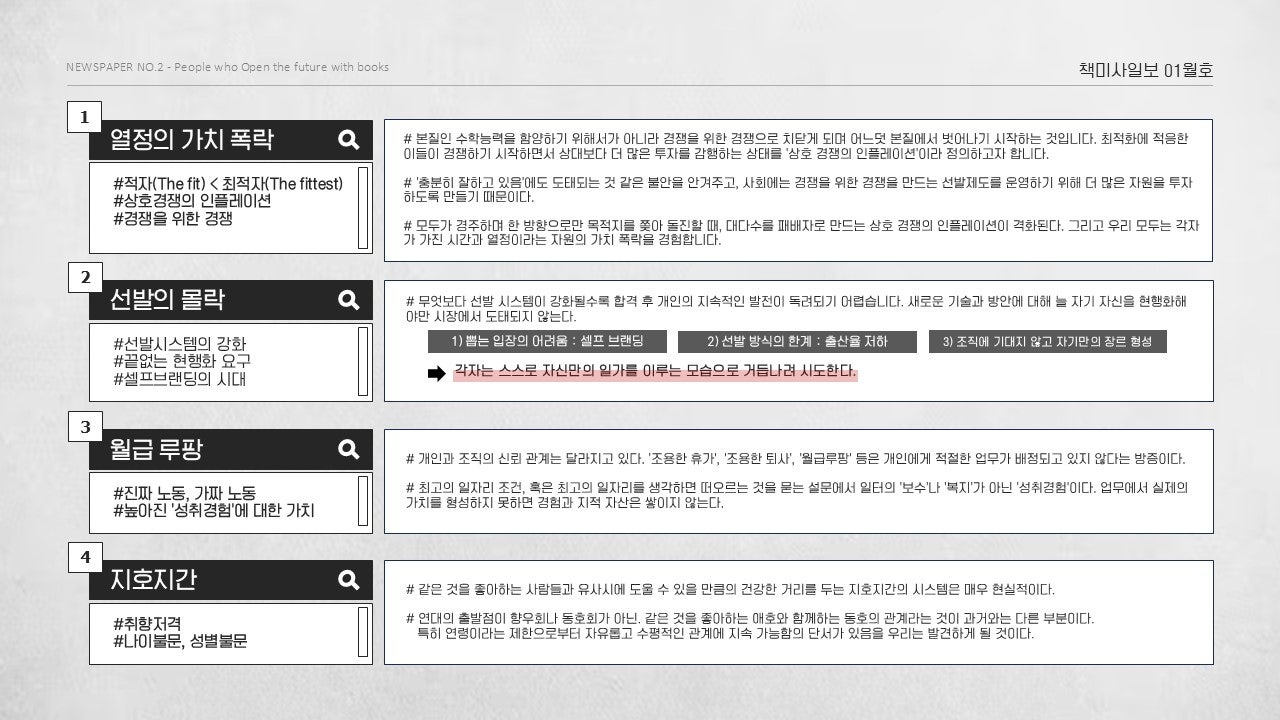 NEWSPAPER NO.2 - People who Open the future with books
책미사일보 01월호
1
열정의 가치 폭락
#적자(The fit) < 최적자(The fittest)
#상호경쟁의 인플레이션
#경쟁을 위한 경쟁
# 본질인 수학능력을 함양하기 위해서가 아니라 경쟁을 위한 경쟁으로 치닫게 되며 어느덧 본질에서 벗어나기 시작하는 것입니다. 최적화에 적응한
이들이 경쟁하기 시작하면서 상대보다 더 많은 투자를 감행하는 상태를 '상호 경쟁의 인플레이션'이라 정의하고자 합니다.
# '충분히 잘하고 있음'에도 도태되는 것 같은 불안을 안겨주고, 사회에는 경쟁을 위한 경쟁을 만드는 선발제도를 운영하기 위해 더 많은 자원을 투자
하도록 만들기 때문이다.
# 모두가 경주하며 한 방향으로만 목적지를 쫓아 돌진할 때, 대다수를 패배자로 만드는 상호 경쟁의 인플레이션이 격화된다. 그리고 우리 모두는 각자
가 가진 시간과 열정이라는 자원의 가치 폭락을 경험합니다.
2
선발의 몰락
#선발시스템의 강화
#끝없는 현행화 요구
#셀프브랜딩의 시대
# 무엇보다 선발 시스템이 강화될수록 합격 후 개인의 지속적인 발전이 독려되기 어렵습니다. 새로운 기술과 방안에 대해 늘 자기 자신을 현행화해
야만 시장에서 도태되지 않는다.
1) 뽑는 입장의 어려움 : 셀프 브랜딩
2) 선발 방식의 한계 : 출산율 저하
3) 조직에 기대지 않고 자기만의 장르 형성
각자는 스스로 자신만의 일가를 이루는 모습으로 거듭나려 시도한다.
3
월급 루팡
#진짜 노동, 가짜 노동
#높아진 '성취경험'에 대한 가치
# 개인과 조직의 신뢰 관계는 달라지고 있다. '조용한 휴가', '조용한 퇴사', '월급루팡' 등은 개인에게 적절한 업무가 배정되고 있지 않다는 방증이다.
# 최고의 일자리 조건, 혹은 최고의 일자리를 생각하면 떠오르는 것을 묻는 설문에서 일터의 '보수'나 '복지'가 아닌 '성취경험'이다. 업무에서 실제의
가치를 형성하지 못하면 경험과 지적 자산은 쌓이지 않는다.
4
지호지간
#취향저격
#나이불문, 성별불문
# 같은 것을 좋아하는 사람들과 유사시에 도울 수 있을 만큼의 건강한 거리를 두는 지호지간의 시스템은 매우 현실적이다.
# 연대의 출발점이 향우회나 동호회가 아닌. 같은 것을 좋아하는 애호와 함께하는 동호의 관계라는 것이 과거와는 다른 부분이다.
특히 연령이라는 제한으로부터 자유롭고 수평적인 관계에 지속 가능함의 단서가 있음을 우리는 발견하게 될 것이다.